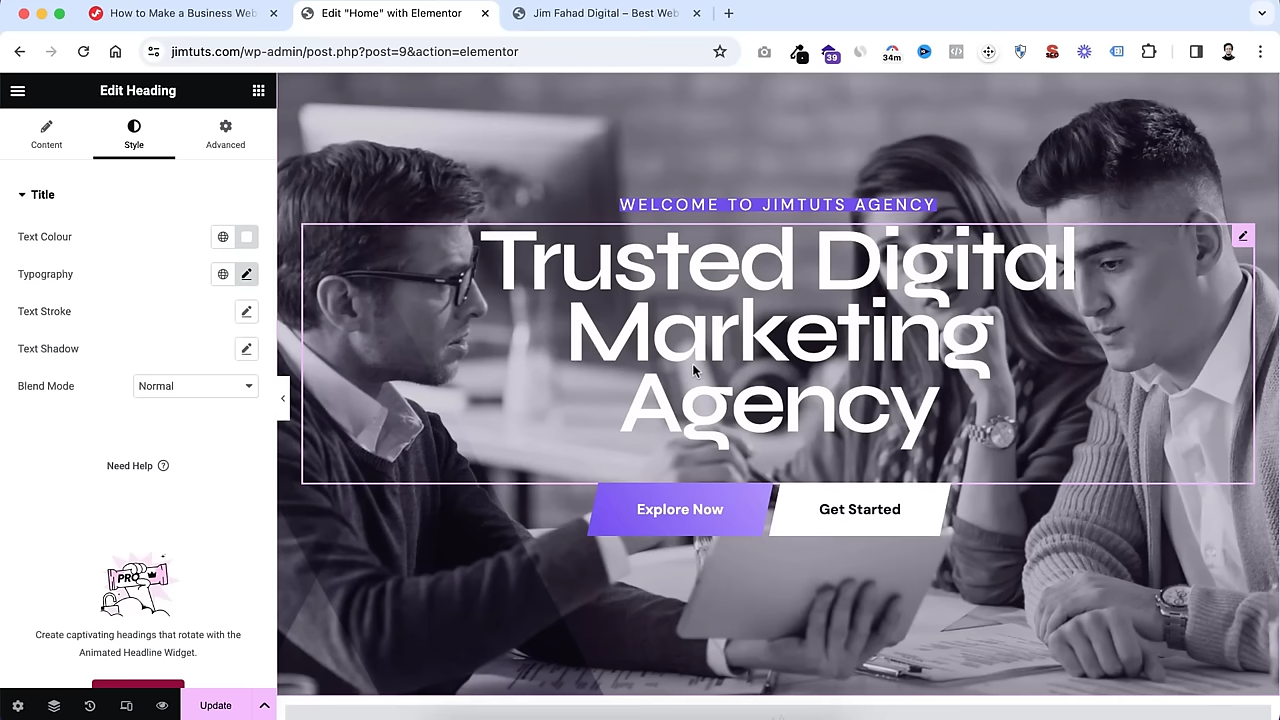 How to Make a Business Web
Edit "Home" with Elementor
Jim Fahad Digital – Best Web
jimtuts.com/wp-admin/post.php?post=9&action=elementor
39
34m
SEO
Edit Heading
Content
Style
Advanced
Title
Text Colour
Typography
Text Stroke
Text Shadow
Blend Mode
Normal
Need Help
PRO
Create captivating headings that rotate with the
Animated Headline Widget.
Update
WELCOME TO JIMTUTS AGENCY
Trusted Digital
Marketing
Agency
Explore Now
Get Started